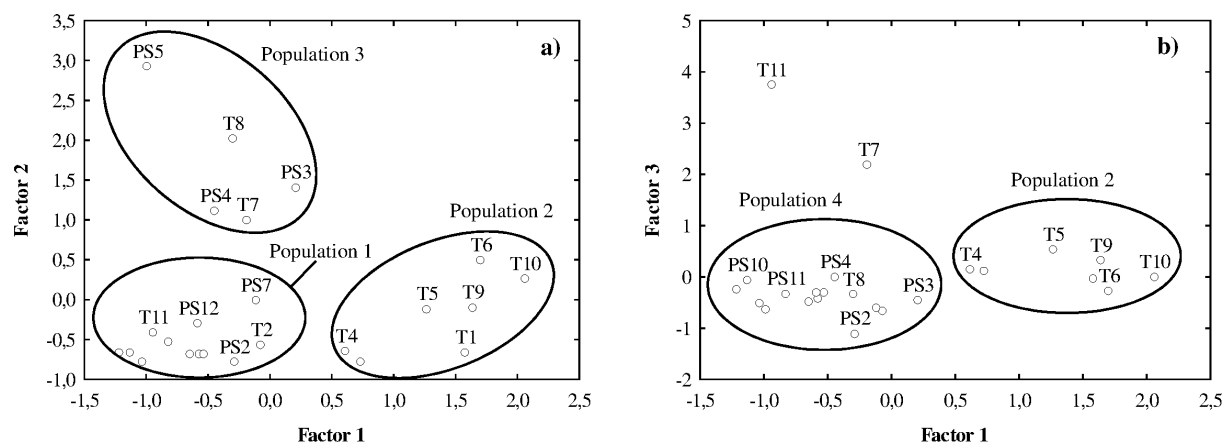 a)
Population 3
Population 2
Population 1
PS5
T8
PS3
PS4
T7
T6
T10
T5
T9
T4
T1
PS7
PS12
T11
T2
PS2
3,5
3,0
2,5
2,0
1,5
1,0
0,5
0,0
-0,5
-1,0
Factor 2
-1,5 -1,0 -0,5 0,0 0,5 1,0 1,5 2,0 2,5
Factor 1
b)
T11
T7
Population 4
Population 2
T5
T9
T4
T6
T10
PS10
PS11
PS4
T8
PS3
PS2
5
4
3
2
1
0
-1
-2
Factor 3
-1,5 -1,0 -0,5 0,0 0,5 1,0 1,5 2,0 2,5
Factor 1